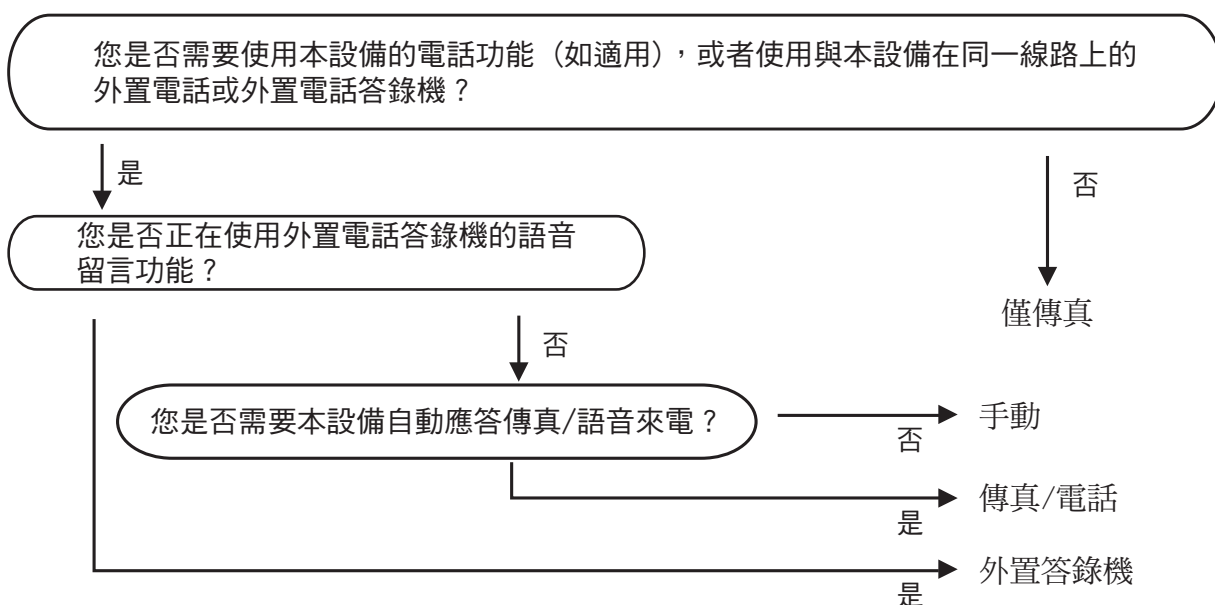 您是否需要使用本設備的電話功能（如適用），或者使用與本設備在同一線路上的
外置電話或外置電話答錄機？
是
否
您是否正在使用外置電話答錄機的語音
留言功能？
僅傳真
否
您是否需要本設備自動應答傳真/語音來電？
手動
否
傳真/電話
是
外置答錄機
是